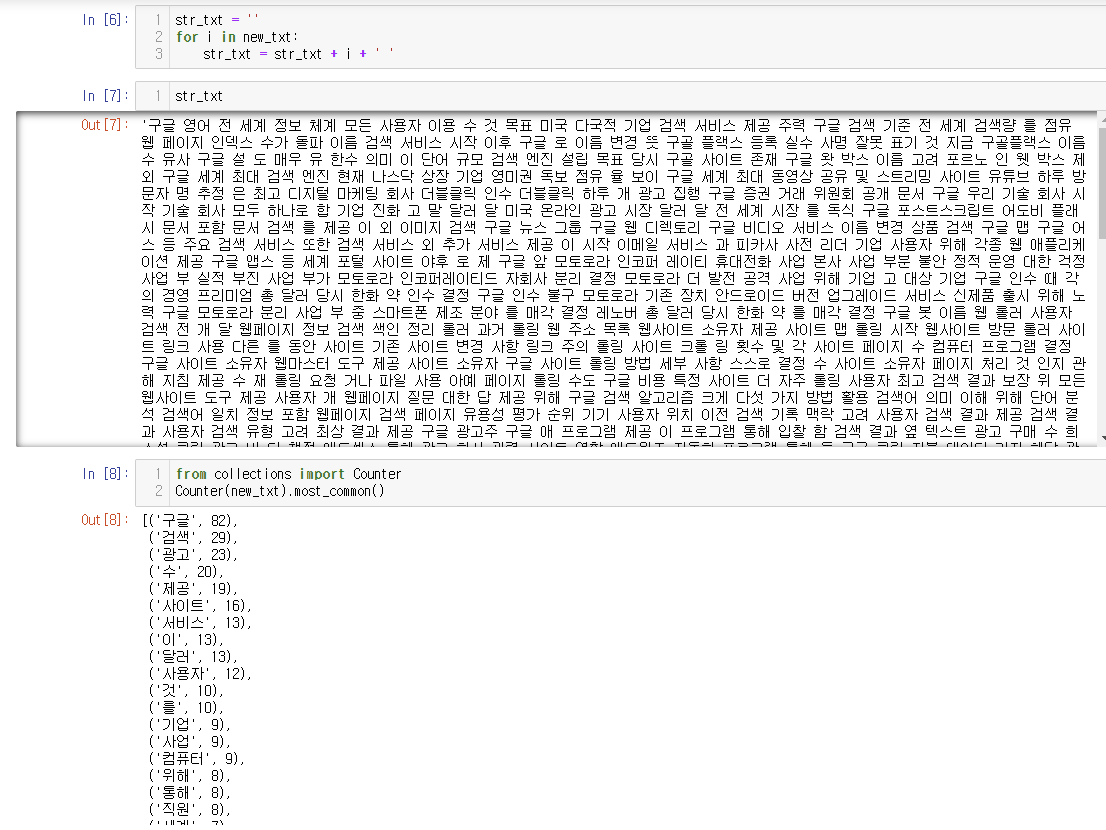 In [6]:
1 str_txt = ''
2 for i in new_txt:
3 str_txt = str_txt + i + ' '
In [7]:
1 str_txt
Out[7]:
'구글 영어 전 세계 정보 체계 모든 사용자 이용 수 것 목표 미국 다국적 기업 검색 서비스 제공 주력 구글 검색 기준 전 세계 검색량 를 점유
웹 페이지 인덱스 수가 돌파 이름 검색 서비스 시작 이후 구글 로 이름 변경 뜻 구골 플랙스 등록 실수 사명 잘못 표기 것 지금 구골플랙스 이름
수 유사 구글 설 도 매우 유 한수 의미 이 단어 규모 검색 엔진 설립 목표 당시 구골 사이트 존재 구글 왓 박스 이름 고려 포르노 인 웻 박스 제
외 구글 세계 최대 검색 엔진 현재 나스닥 상장 기업 영미권 독보 점유 율 보이 구글 세계 최대 동영상 공유 및 스트리밍 사이트 유튜브 하루 방
문자 명 추정 은 최고 디지털 마케팅 회사 더블클릭 인수 더블클릭 하루 개 광고 집행 구글 증권 거래 위원회 공개 문서 구글 우리 기술 회사 시
작 기술 회사 모두 하나로 합 기업 진화 고 말 달러 달 미국 온라인 광고 시장 달러 달 전 세계 시장 를 독식 구글 포스트스크립트 어도비 플래
시 문서 포함 문서 검색 를 제공 이 외 이미지 검색 구글 뉴스 그룹 구글 웹 디렉토리 구글 비디오 서비스 이름 변경 상품 검색 구글 맵 구글 어
스 등 주요 검색 서비스 또한 검색 서비스 외 추가 서비스 제공 이 시작 이메일 서비스 과 피카사 사전 리더 기업 사용자 위해 각종 웹 애플리케
이션 제공 구글 앱스 등 세계 포털 사이트 야후 로 제 구글 앞 모토로라 인코퍼 레이티 휴대전화 사업 본사 사업 부분 불안 정적 운영 대한 걱정
사업 부 실적 부진 사업 부가 모토로라 인코퍼레이티드 자회사 분리 결정 모토로라 더 발전 공격 사업 위해 기업 고 대상 기업 구글 인수 때 각
의 경영 프리미엄 총 달러 당시 한화 약 인수 결정 구글 인수 불구 모토로라 기존 장치 안드로이드 버전 업그레이드 서비스 신제품 출시 위해 노
력 구글 모토로라 분리 사업 부 중 스마트폰 제조 분야 를 매각 결정 레노버 총 달러 당시 한화 약 를 매각 결정 구글 봇 이름 웹 롤러 사용자
검색 전 개 달 웹페이지 정보 검색 색인 정리 롤러 과거 롤링 웹 주소 목록 웹사이트 소유자 제공 사이트 맵 롤링 시작 웹사이트 방문 롤러 사이
트 링크 사용 다른 를 동안 사이트 기존 사이트 변경 사항 링크 주의 롤링 사이트 크롤 링 횟수 및 각 사이트 페이지 수 컴퓨터 프로그램 결정
구글 사이트 소유자 웹마스터 도구 제공 사이트 소유자 구글 사이트 롤링 방법 세부 사항 스스로 결정 수 사이트 소유자 페이지 처리 것 인지 관
해 지침 제공 수 재 롤링 요청 거나 파일 사용 아예 페이지 롤링 수도 구글 비용 특정 사이트 더 자주 롤링 사용자 최고 검색 결과 보장 위 모든
웹사이트 도구 제공 사용자 개 웹페이지 질문 대한 답 제공 위해 구글 검색 알고리즘 크게 다섯 가지 방법 활용 검색어 의미 이해 위해 단어 분
석 검색어 일치 정보 포함 웹페이지 검색 페이지 유용성 평가 순위 기기 사용자 위치 이전 검색 기록 맥락 고려 사용자 검색 결과 제공 검색 결
과 사용자 검색 유형 고려 최상 결과 제공 구글 광고주 구글 애 프로그램 제공 이 프로그램 통해 입찰 함 검색 결과 옆 텍스트 광고 구매 수 희
In [8]:
1 from collections import Counter
2 Counter(new_txt).most_common()
Out[8]:
[('구글', 82),
('검색', 29),
('광고', 23),
('수', 20),
('제공', 19),
('사이트', 16),
('서비스', 13),
('이', 13),
('달러', 13),
('사용자', 12),
('것', 10),
('를', 10),
('기업', 9),
('사업', 9),
('컴퓨터', 9),
('위해', 8),
('통해', 8),
('직원', 8),